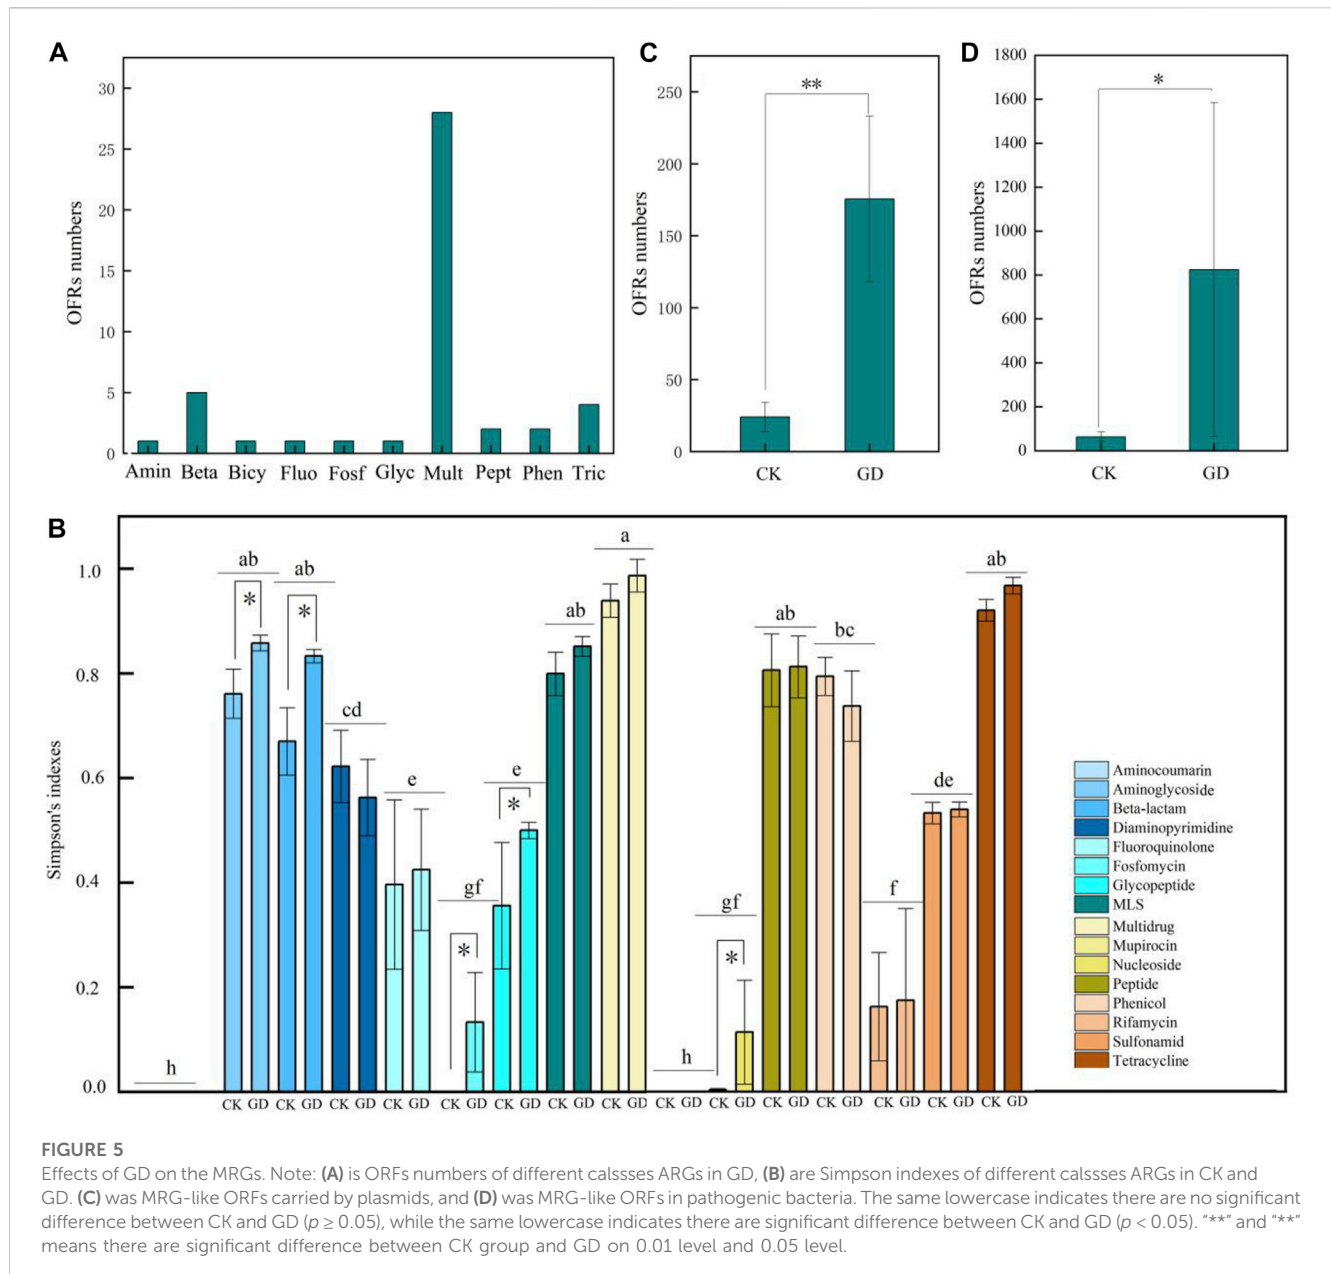 A
30
25
20
15
10
5
0
OFRs numbers
Amin Beta Bicy Fluo Fosf Glyc Mult Pept Phen Tric
C
250
200
150
100
50
0
OFRs numbers
**
CK GD
D
1800
1600
1400
1200
1000
800
600
400
200
0
OFRs numbers
*
CK GD
B
1.0
0.8
0.6
0.4
0.2
0.0
Simpson's indexes
h ab ab cd e gf e ab a h gf ab bc f de ab
* * * * *
CK GD CK GD CK GD CK GD CK GD CK GD CK GD CK GD CK GD CK GD CK GD CK GD CK GD CK GD CK GD
Aminocoumarin
Aminoglycoside
Beta-lactam
Diaminopyrimidine
Fluoroquinolone
Fosfomycin
Glycopeptide
MLS
Multidrug
Mupirocin
Nucleoside
Peptide
Phenicol
Rifamycin
Sulfonamid
Tetracycline
FIGURE 5
Effects of GD on the MRGs. Note: (A) is ORFs numbers of different calssses ARGs in GD, (B) are Simpson indexes of different calssses ARGs in CK and
GD. (C) was MRG-like ORFs carried by plasmids, and (D) was MRG-like ORFs in pathogenic bacteria. The same lowercase indicates there are no significant
difference between CK and GD (p ≥ 0.05), while the same lowercase indicates there are significant difference between CK and GD (p < 0.05). “**” and “**”
means there are significant difference between CK group and GD on 0.01 level and 0.05 level.